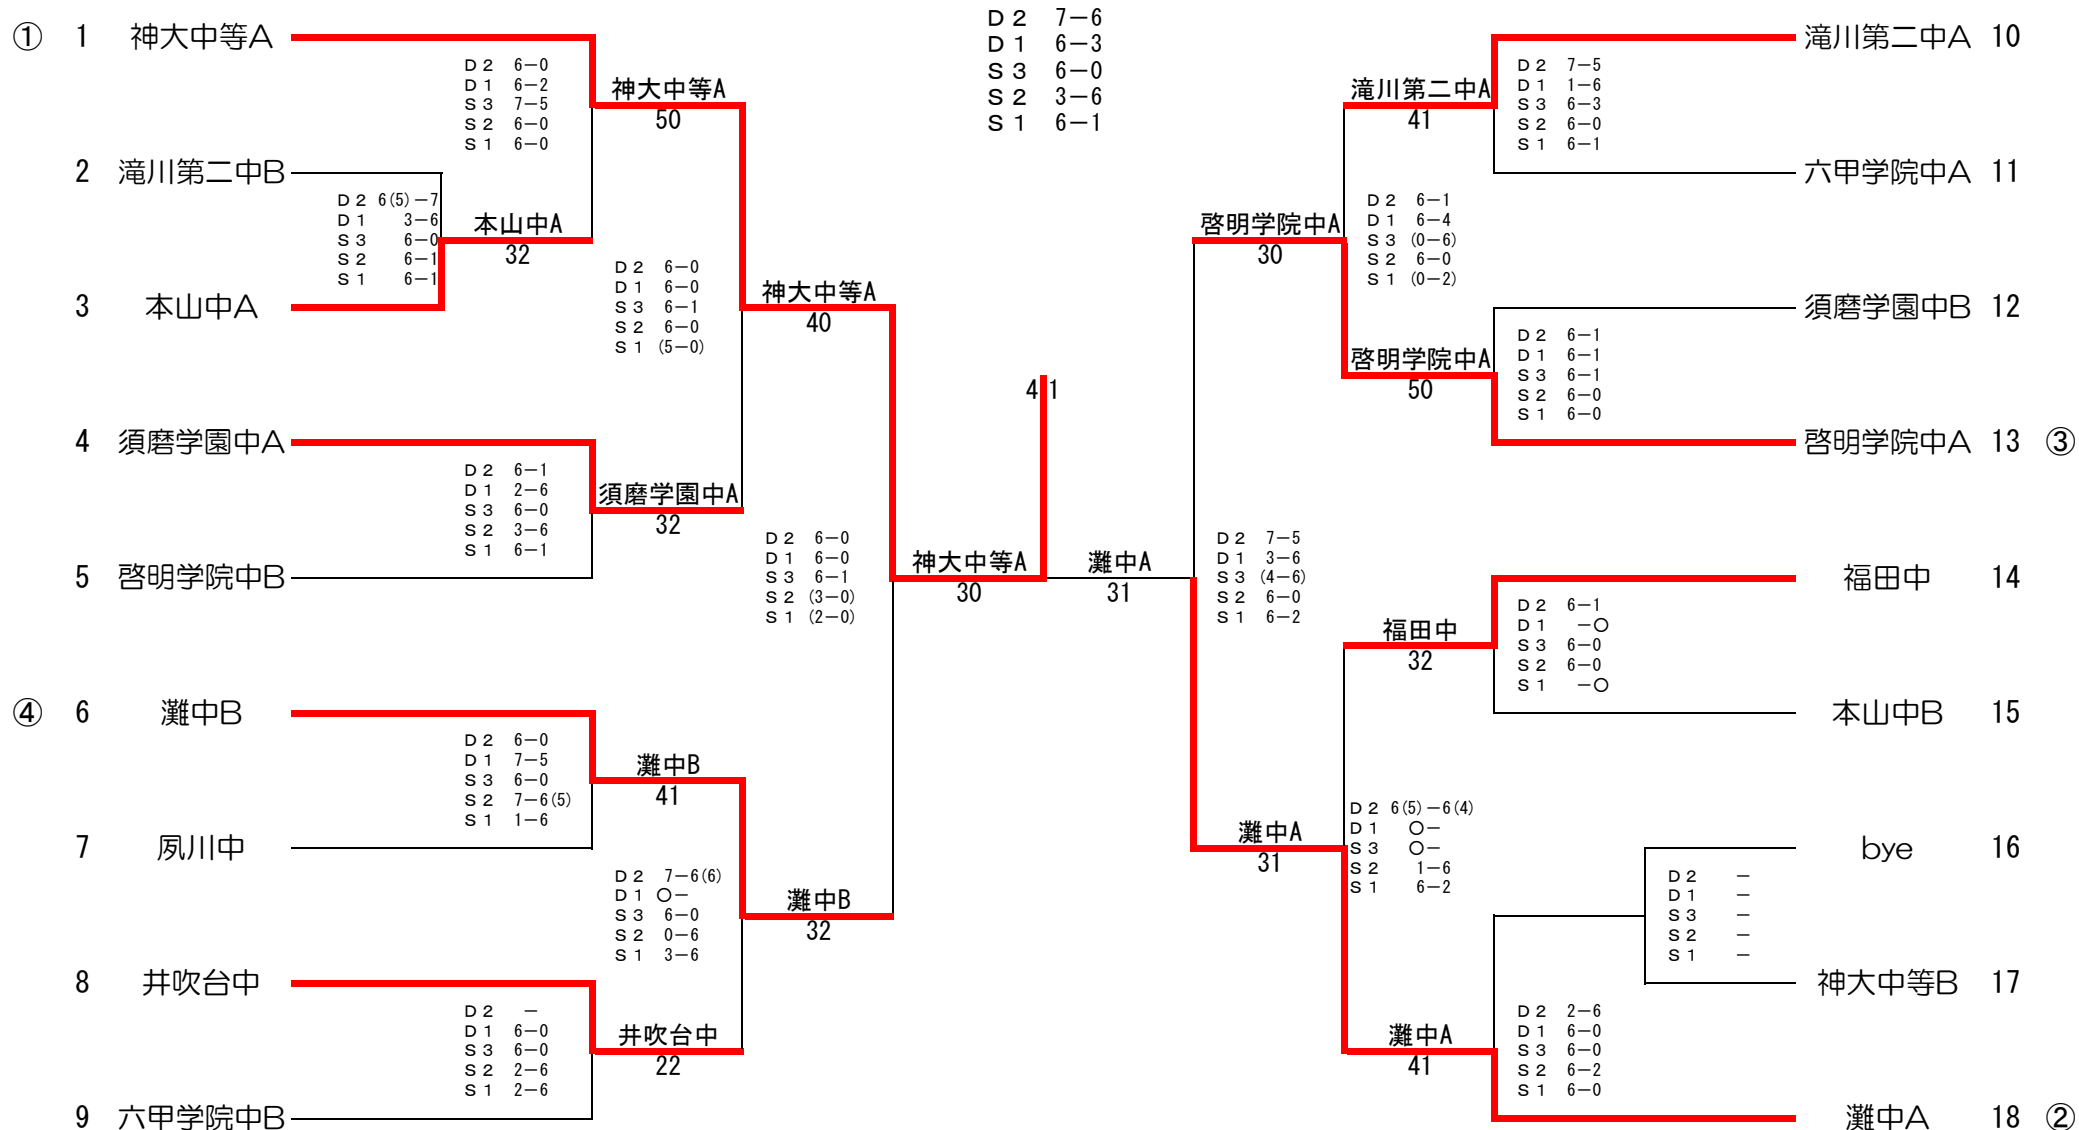 ① 1 神大中等A
D2 6-0
D1 6-2
S3 7-5
S2 6-0
S1 6-0
神大中等A
50
2 滝川第二中B
D2 6(5)-7
D1 3-6
S3 6-0
S2 6-1
S1 6-1
本山中A
32
3 本山中A
D2 6-0
D1 6-0
S3 6-1
S2 6-0
S1 (5-0)
神大中等A
40
4 須磨学園中A
D2 6-1
D1 2-6
S3 6-0
S2 3-6
S1 6-1
須磨学園中A
32
5 啓明学院中B
D2 6-0
D1 6-0
S3 6-1
S2 (3-0)
S1 (2-0)
神大中等A
30
④ 6 灘中B
D2 6-0
D1 7-5
S3 6-0
S2 7-6(5)
S1 1-6
灘中B
41
7 夙川中
D2 7-6(6)
D1 ○-
S3 6-0
S2 0-6
S1 3-6
灘中B
32
8 井吹台中
D2 -
D1 6-0
S3 6-0
S2 2-6
S1 2-6
井吹台中
22
9 六甲学院中B
D2 7-6
D1 6-3
S3 6-0
S2 3-6
S1 6-1
4 1
滝川第二中A 10
D2 7-5
D1 1-6
S3 6-3
S2 6-0
S1 6-1
滝川第二中A
41
六甲学院中A 11
D2 6-1
D1 6-4
S3 (0-6)
S2 6-0
S1 (0-2)
啓明学院中A
30
須磨学園中B 12
D2 6-1
D1 6-1
S3 6-1
S2 6-0
S1 6-0
啓明学院中A
50
啓明学院中A 13 ③
D2 7-5
D1 3-6
S3 (4-6)
S2 6-0
S1 6-2
灘中A
31
福田中 14
D2 6-1
D1 -○
S3 6-0
S2 6-0
S1 -○
福田中
32
本山中B 15
D2 6(5)-6(4)
D1 ○-
S3 ○-
S2 1-6
S1 6-2
灘中A
31
bye 16
D2 -
D1 -
S3 -
S2 -
S1 -
神大中等B 17
D2 2-6
D1 6-0
S3 6-0
S2 6-2
S1 6-0
灘中A
41
灘中A 18 ②